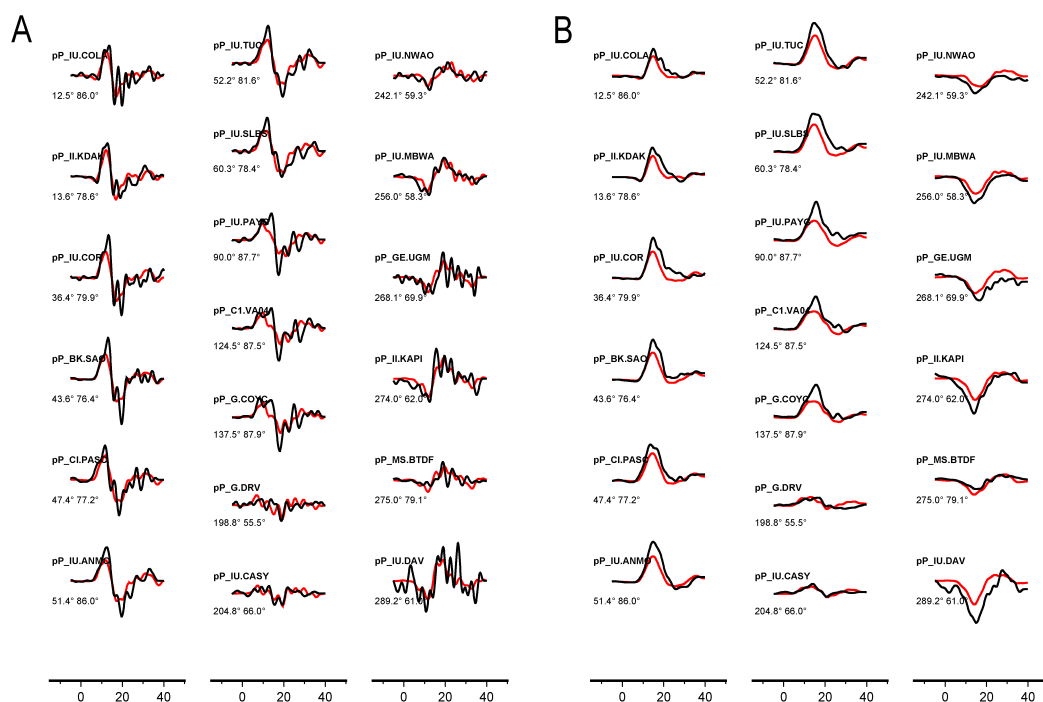 A
pP_IU.COLA
12.5° 86.0°
pP_II.KDAK
13.6° 78.6°
pP_IU.COR
36.4° 79.9°
pP_BK.SAO
43.6° 76.4°
pP_CI.PASC
47.4° 77.2°
pP_IU.ANMO
51.4° 86.0°
0 20 40
pP_IU.TUC
52.2° 81.6°
pP_IU.SLBS
60.3° 78.4°
pP_IU.PAYG
90.0° 87.7°
pP_C1.VA04
124.5° 87.5°
pP_G.COYC
137.5° 87.9°
pP_G.DRV
198.8° 55.5°
pP_IU.CASY
204.8° 66.0°
0 20 40
pP_IU.NWAO
242.1° 59.3°
pP_IU.MBWA
256.0° 58.3°
pP_GE.UGM
268.1° 69.9°
pP_II.KAPI
274.0° 62.0°
pP_MS.BTDF
275.0° 79.1°
pP_IU.DAV
289.2° 61.0°
0 20 40
B
pP_IU.COLA
12.5° 86.0°
pP_II.KDAK
13.6° 78.6°
pP_IU.COR
36.4° 79.9°
pP_BK.SAO
43.6° 76.4°
pP_CI.PASC
47.4° 77.2°
pP_IU.ANMO
51.4° 86.0°
0 20 40
pP_IU.TUC
52.2° 81.6°
pP_IU.SLBS
60.3° 78.4°
pP_IU.PAYG
90.0° 87.7°
pP_C1.VA04
124.5° 87.5°
pP_G.COYC
137.5° 87.9°
pP_G.DRV
198.8° 55.5°
pP_IU.CASY
204.8° 66.0°
0 20 40
pP_IU.NWAO
242.1° 59.3°
pP_IU.MBWA
256.0° 58.3°
pP_GE.UGM
268.1° 69.9°
pP_II.KAPI
274.0° 62.0°
pP_MS.BTDF
275.0° 79.1°
pP_IU.DAV
289.2° 61.0°
0 20 40